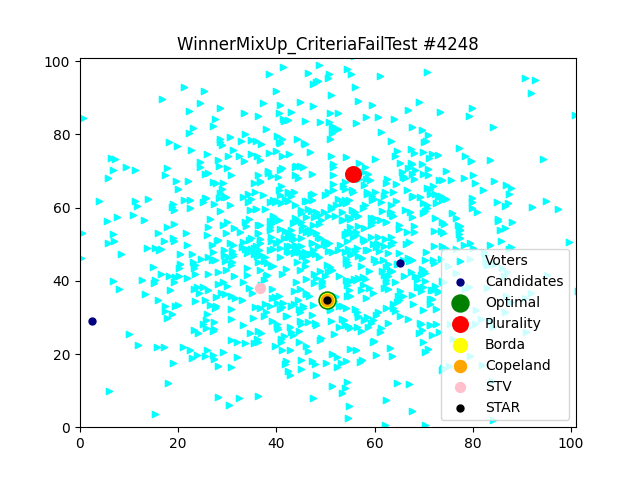 WinnerMixUp_CriteriaFailTest #4248
100
80
60
40
20
0
0
20
40
60
80
100
Voters
Candidates
Optimal
Plurality
Borda
Copeland
STV
STAR